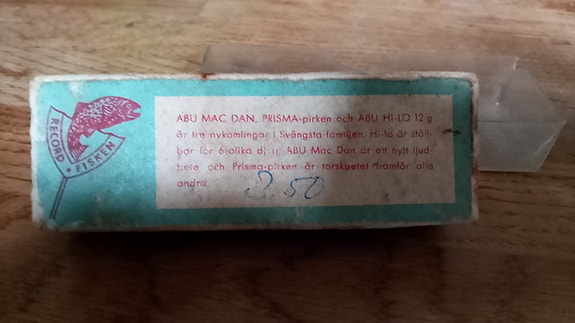 RECORD
FISKEN
ABU MAC DAN, PRISMA-pirken och ABU HI-LO 12 g
är tre nykomlingar i Svängsta familjen. Hi-lo är ställ-
bar för 6 olika djup. ABU Mac Dan är ett nytt ljud-
bete och Prisma-pirken är torskbetet framför alla
andra
3.50